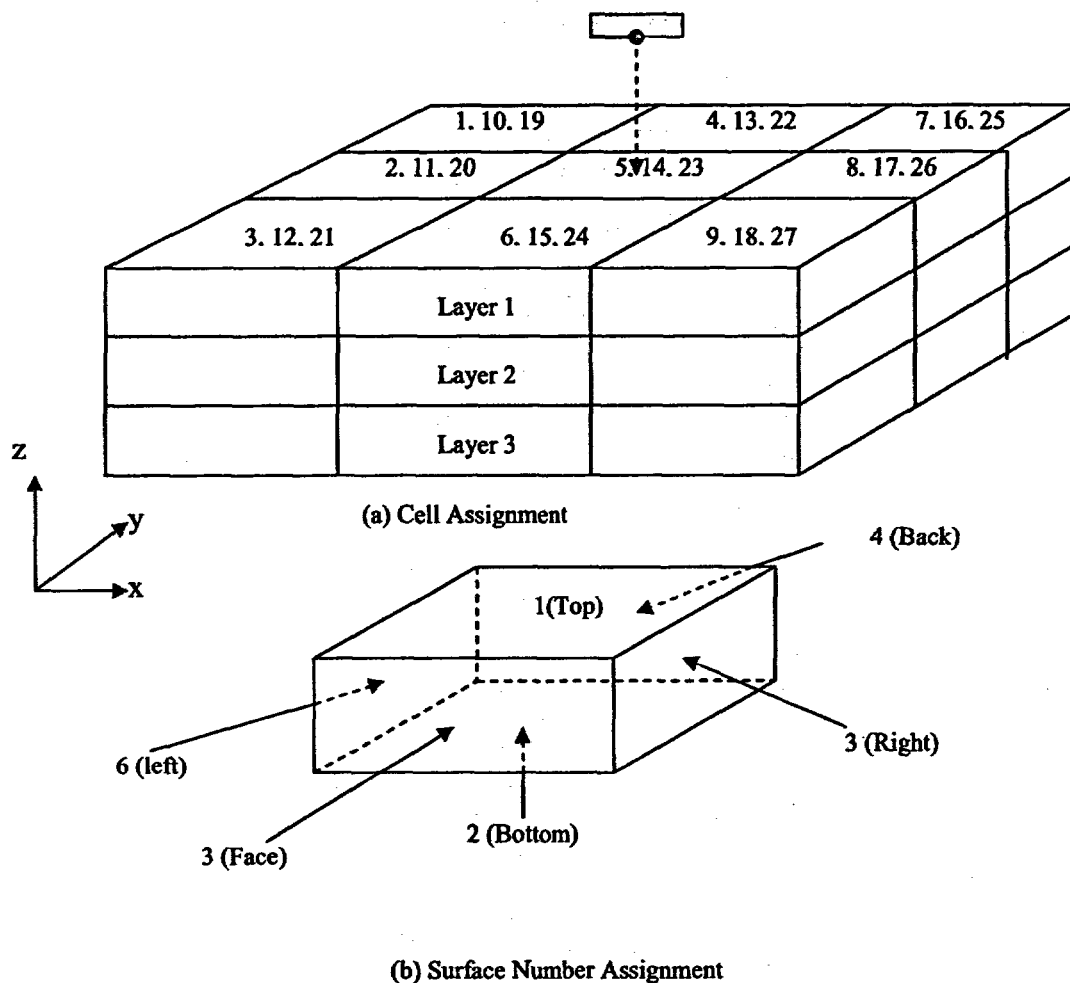 1. 10. 19 4. 13. 22 7. 16. 25
2. 11. 20 5. 14. 23 8. 17. 26
3. 12. 21 6. 15. 24 9. 18. 27
Layer 1
Layer 2
Layer 3
z
y
x
(a) Cell Assignment
4 (Back)
1(Top)
3 (Right)
6 (left)
2 (Bottom)
3 (Face)
(b) Surface Number Assignment